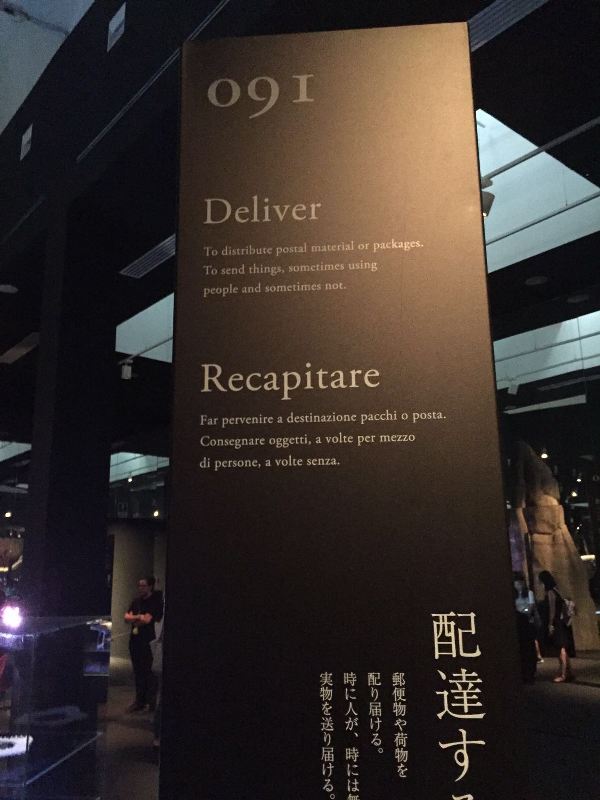 091
Deliver
To distribute postal material or packages.
To send things, sometimes using
people and sometimes not.
Recapitare
Far pervenire a destinazione pacchi o posta.
Consegnare oggetti, a volte per mezzo
di persone, a volte senza.
配達す
郵便物や荷物を
配り届ける。
時に人が、時には無
実物を送り届ける。